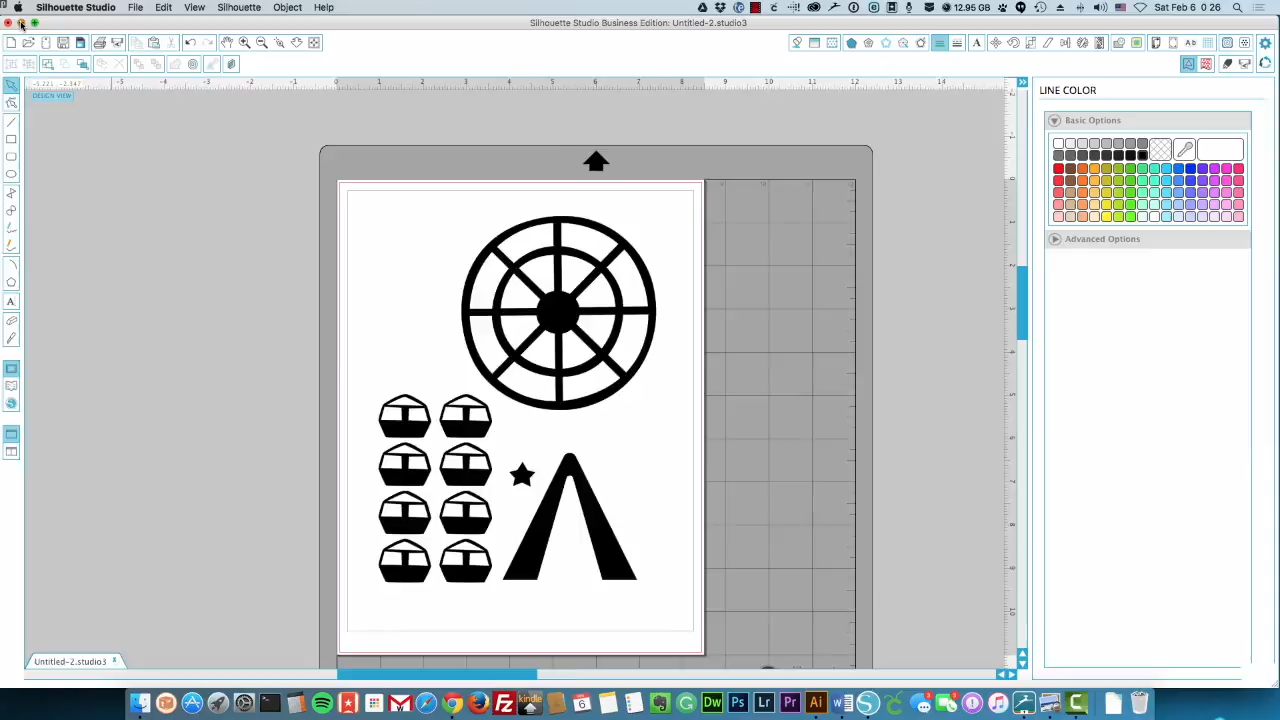 Silhouette Studio File Edit View Silhouette Object Help
12.95 GB Sat Feb 6 0 26
Silhouette Studio Business Edition: Untitled-2.studio3
DESIGN VIEW
LINE COLOR
Basic Options
Advanced Options
Untitled-2.studio3